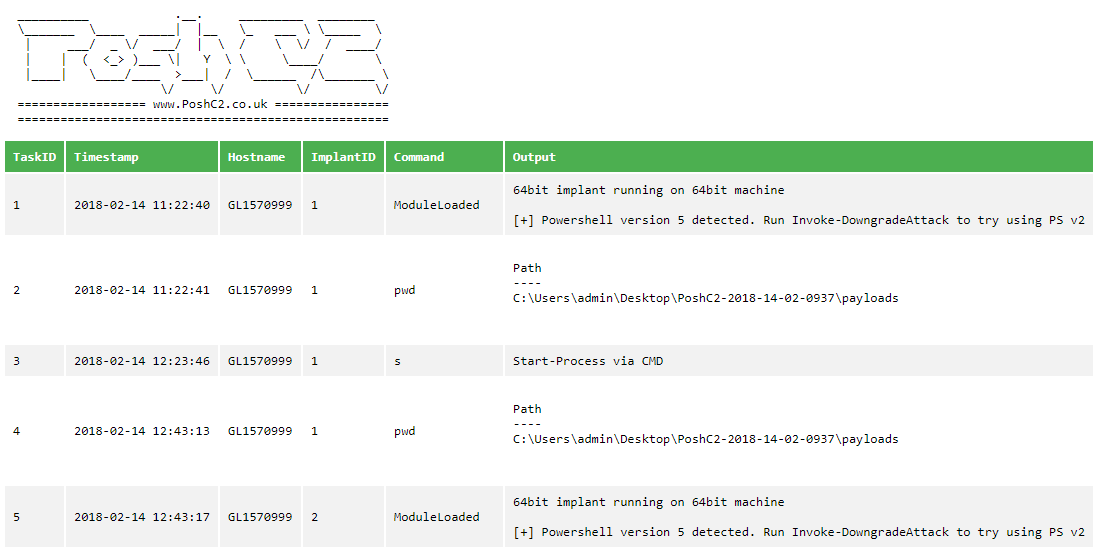 www.PoshC2.co.uk
TaskID Timestamp Hostname ImplantID Command Output
1 2018-02-14 11:22:40 GL1570999 1 ModuleLoaded 64bit implant running on 64bit machine
[+] Powershell version 5 detected. Run Invoke-DowngradeAttack to try using PS v2
2 2018-02-14 11:22:41 GL1570999 1 pwd Path
----
C:\Users\admin\Desktop\PoshC2-2018-14-02-0937\payloads
3 2018-02-14 12:23:46 GL1570999 1 s Start-Process via CMD
4 2018-02-14 12:43:13 GL1570999 1 pwd Path
----
C:\Users\admin\Desktop\PoshC2-2018-14-02-0937\payloads
5 2018-02-14 12:43:17 GL1570999 2 ModuleLoaded 64bit implant running on 64bit machine
[+] Powershell version 5 detected. Run Invoke-DowngradeAttack to try using PS v2